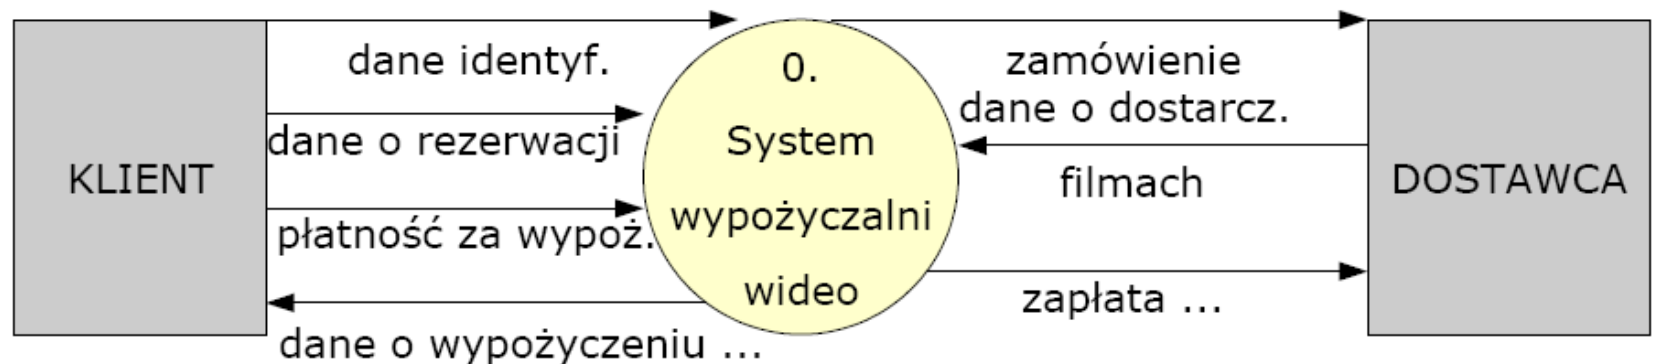 KLIENT
dane identyf.
dane o rezerwacji
płatność za wypoż.
dane o wypożyczeniu ...
0.
System
wypożyczalni
wideo
zamówienie
dane o dostarcz.
filmach
zapłata ...
DOSTAWCA